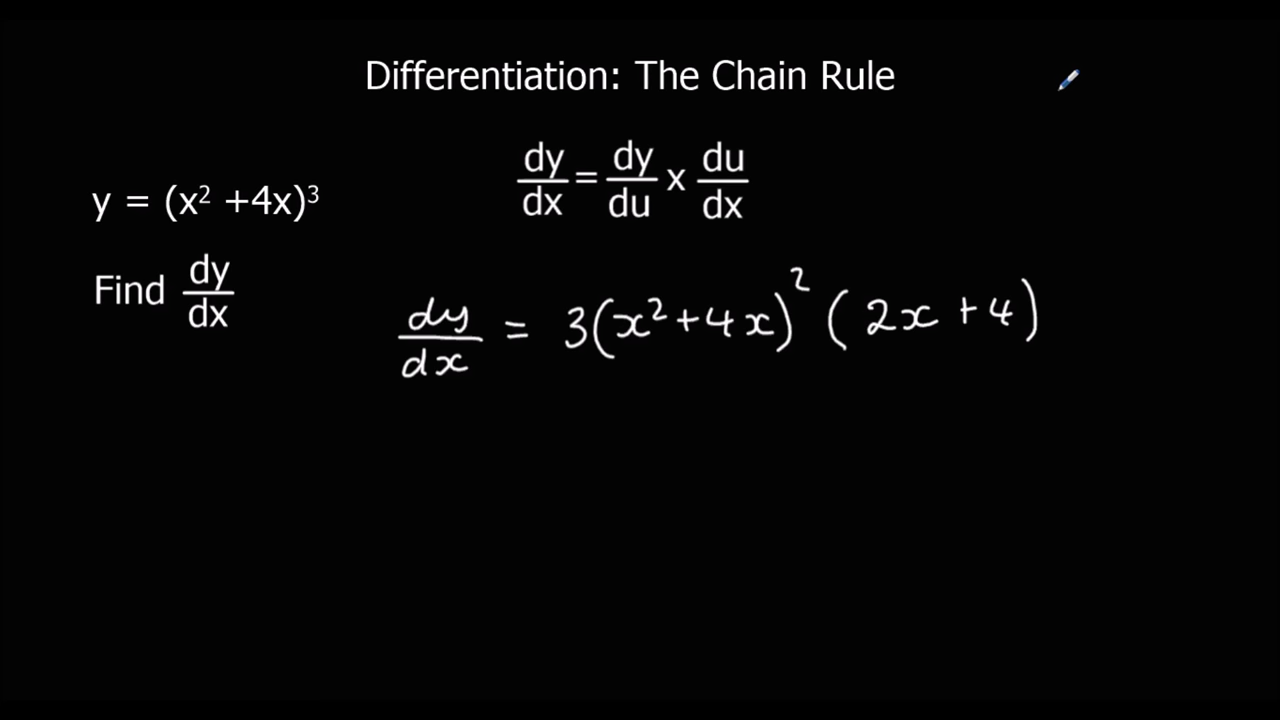 Differentiation: The Chain Rule
dy/dx = dy/du x du/dx
y = (x² +4x)³
Find dy/dx
dy/dx = 3(x²+4x)² (2x+4)